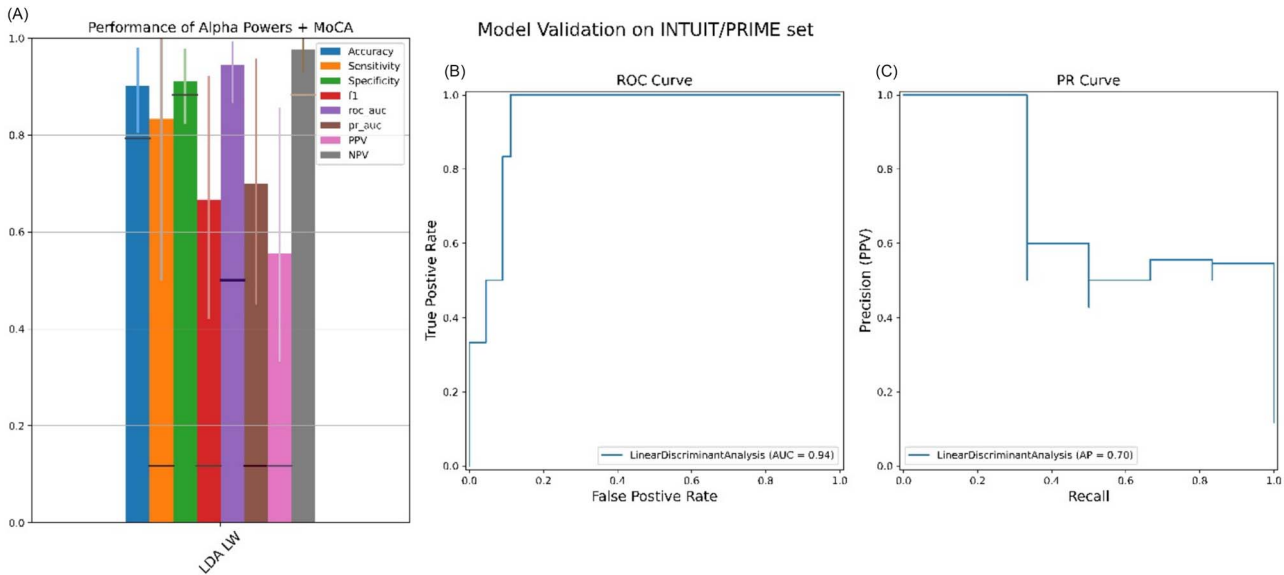 (A)
Performance of Alpha Powers + MoCA
1.0
0.8
0.6
0.4
0.2
0.0
Accuracy
Sensitivity
Specificity
f1
roc_auc
pr_auc
PPV
NPV
LDA LW
Model Validation on INTUIT/PRIME set
(B)
ROC Curve
True Postive Rate
1.0
0.8
0.6
0.4
0.2
0.0
LinearDiscriminantAnalysis (AUC = 0.94)
0.0 0.2 0.4 0.6 0.8 1.0
False Postive Rate
(C)
PR Curve
Precision (PPV)
1.0
0.8
0.6
0.4
0.2
0.0
LinearDiscriminantAnalysis (AP = 0.70)
0.0 0.2 0.4 0.6 0.8 1.0
Recall